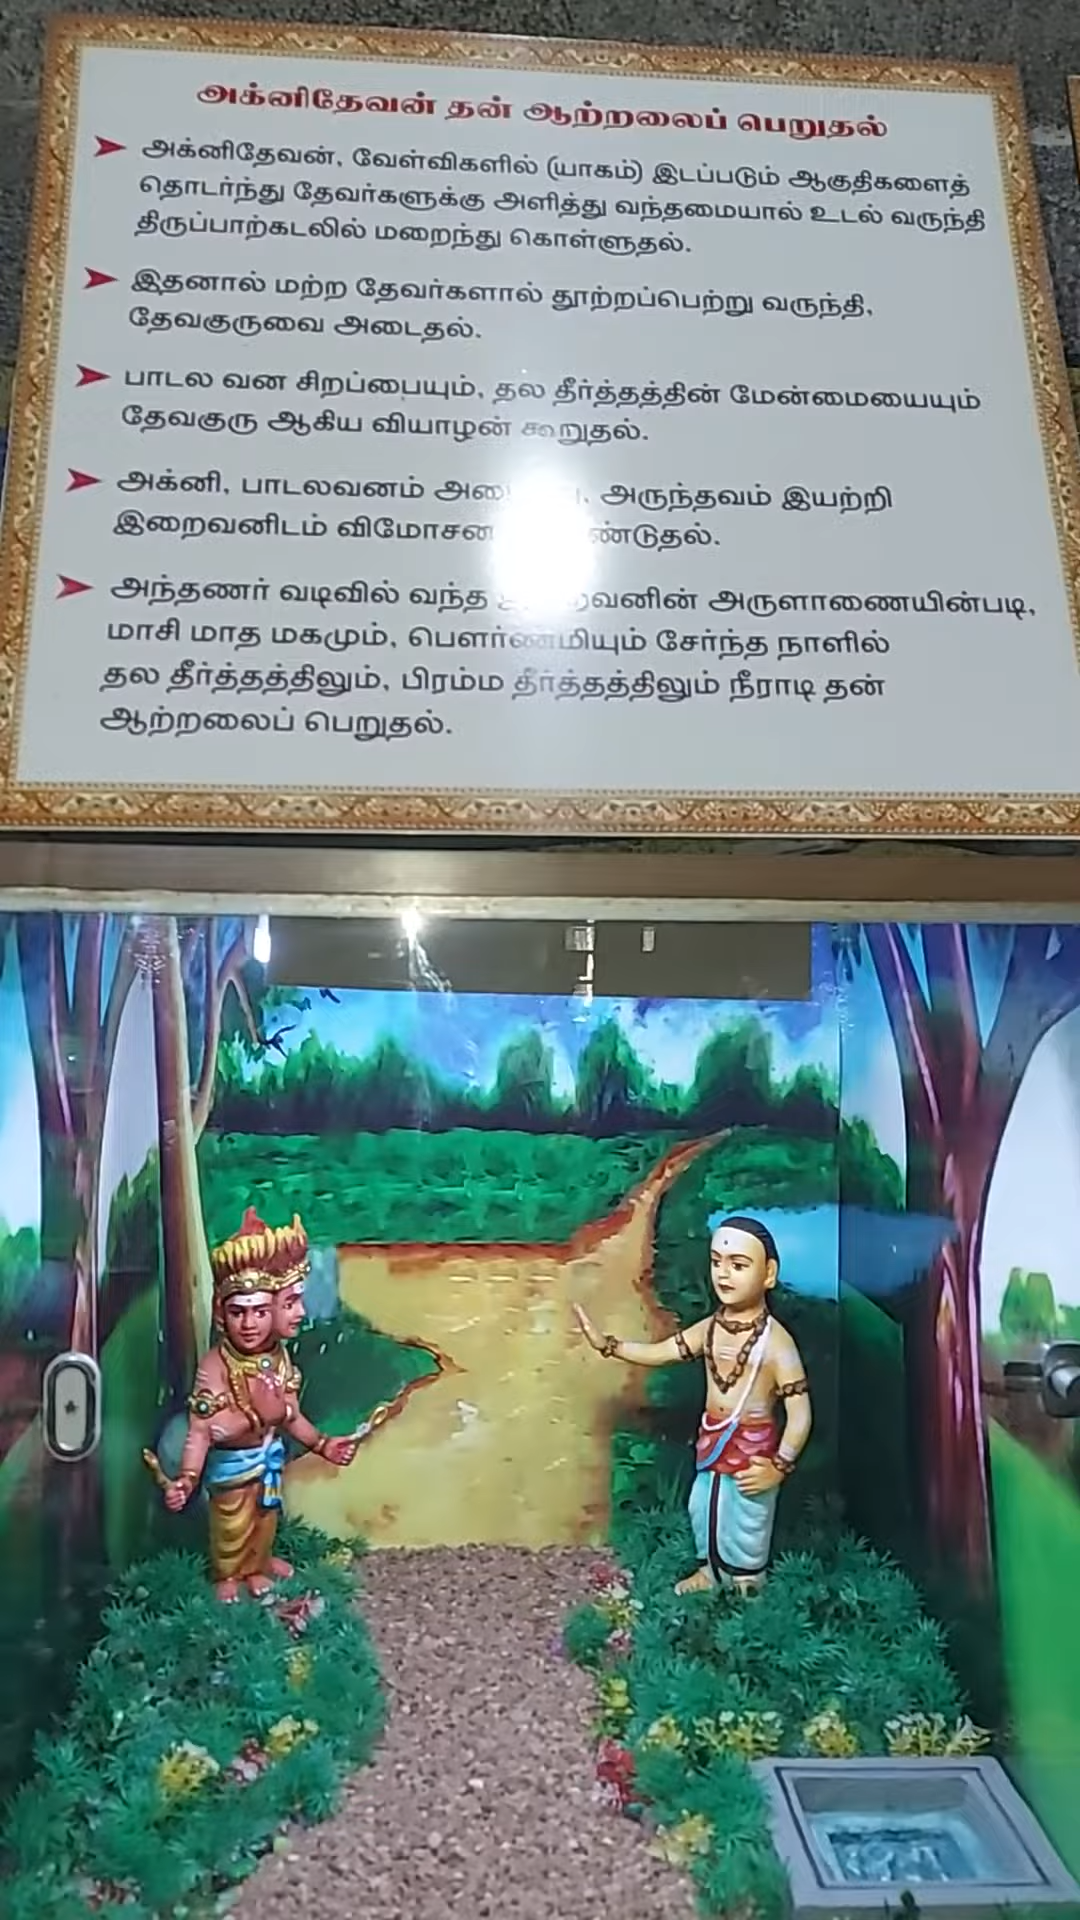 அக்னிதேவன் தன் ஆற்றலைப் பெறுதல்
அக்னிதேவன், வேள்விகளில் (யாகம்) இடப்படும் ஆகுதிகளைத்
தொடர்ந்து தேவர்களுக்கு அளித்து வந்தமையால் உடல் வருந்தி
திருப்பாற்கடலில் மறைந்து கொள்ளுதல்.
இதனால் மற்ற தேவர்களால் தூற்றப்பெற்று வருந்தி,
தேவகுருவை அடைதல்.
பாடல வன சிறப்பையும், தல தீர்த்தத்தின் மேன்மையையும்
தேவகுரு ஆகிய வியாழன் கூறுதல்.
அக்னி, பாடலவனம் அருந்தவம் இயற்றி
இறைவனிடம்
அந்தணர் வடிவில் வந்த அருளாணையின்படி,
மாசி மாத மகமும், பௌர்ணமியும் சேர்ந்த நாளில்
தல தீர்த்தத்திலும், பிரம்ம தீர்த்தத்திலும் நீராடி தன்
ஆற்றலைப் பெறுதல்.